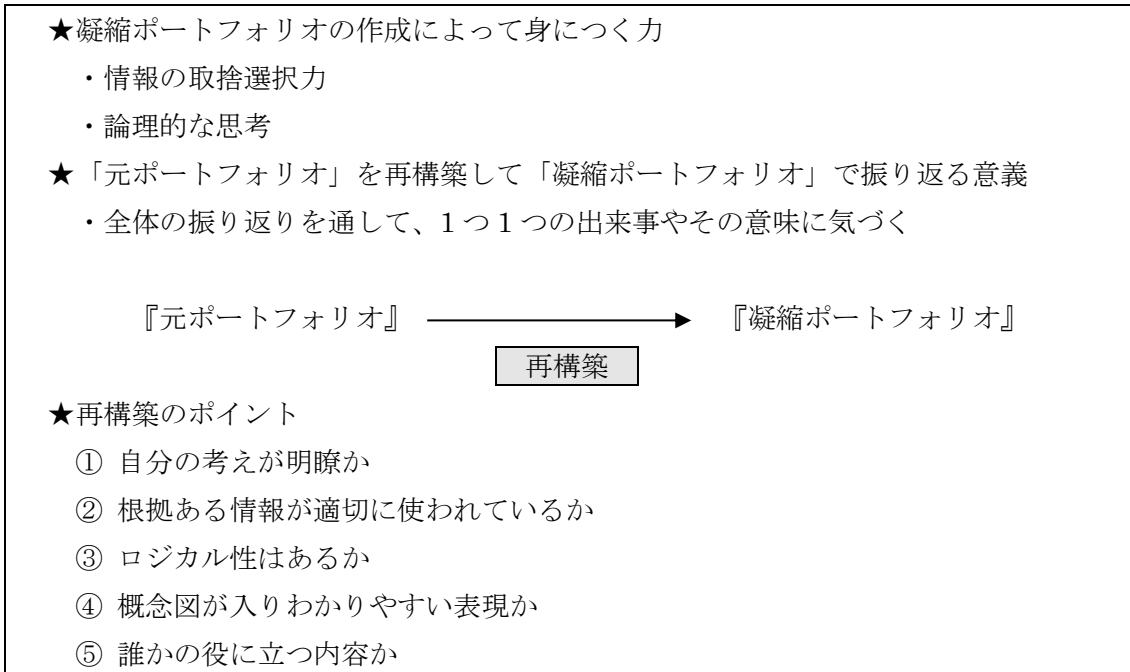 ★凝縮ポートフォリオの作成によって身につく力
・情報の取捨選択力
・論理的な思考
★「元ポートフォリオ」を再構築して「凝縮ポートフォリオ」で振り返る意義
・全体の振り返りを通して、1つ1つの出来事やその意味に気づく
『元ポートフォリオ』 『凝縮ポートフォリオ』
再構築
★再構築のポイント
① 自分の考えが明瞭か
② 根拠ある情報が適切に使われているか
③ ロジカル性はあるか
④ 概念図が入りわかりやすい表現か
⑤ 誰かの役に立つ内容か